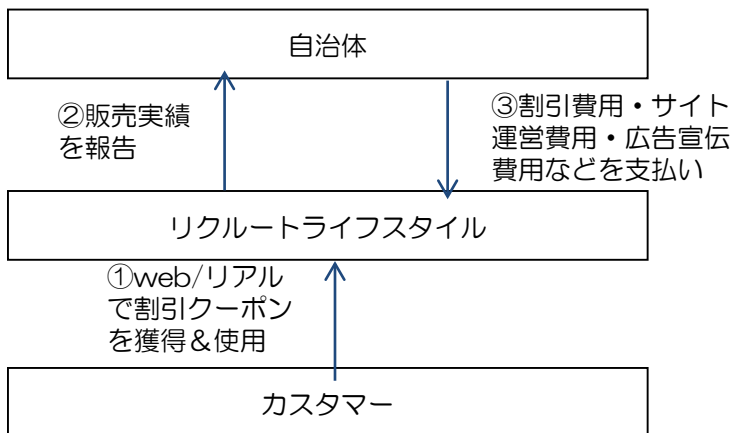 自治体
②販売実績
を報告
③割引費用・サイト
運営費用・広告宣伝
費用などを支払い
リクルートライフスタイル
①web/リアル
で割引クーポン
を獲得&使用
カスタマー